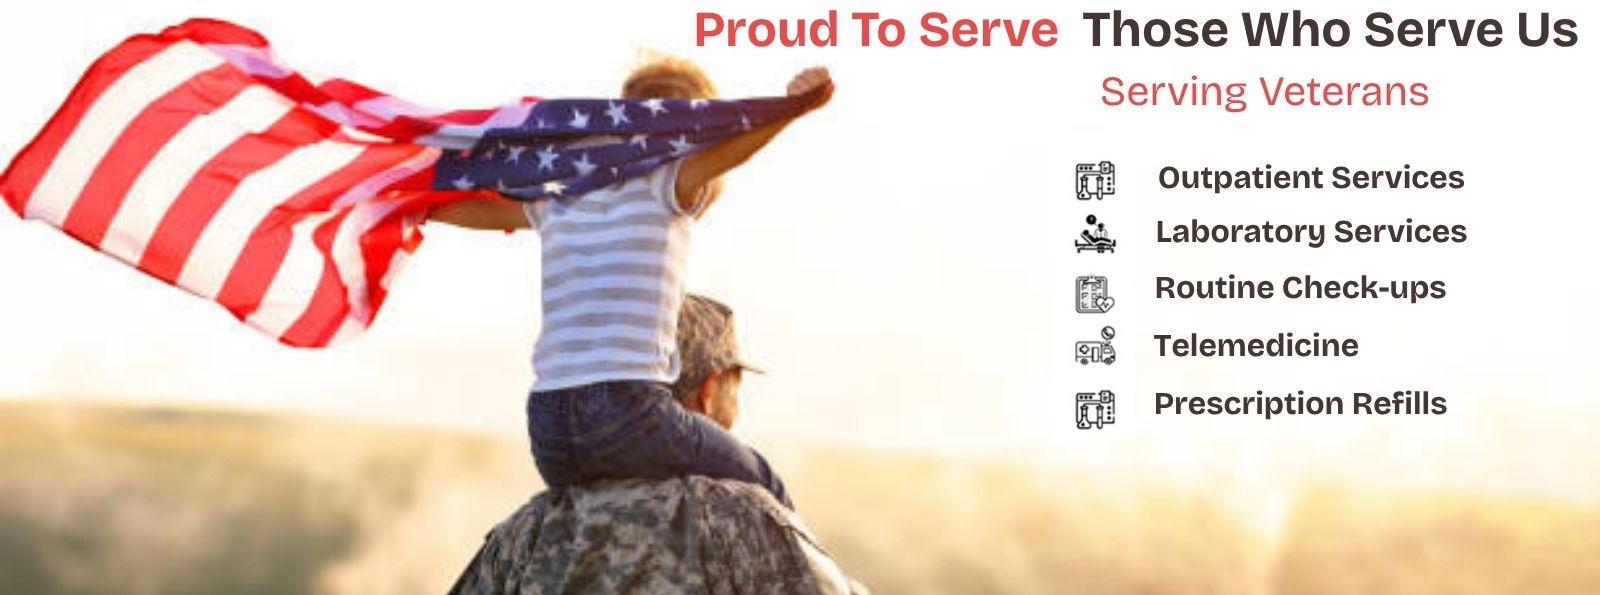 Proud To Serve Those Who Serve Us
Serving Veterans
Outpatient Services
Laboratory Services
Routine Check-ups
Telemedicine
Prescription Refills